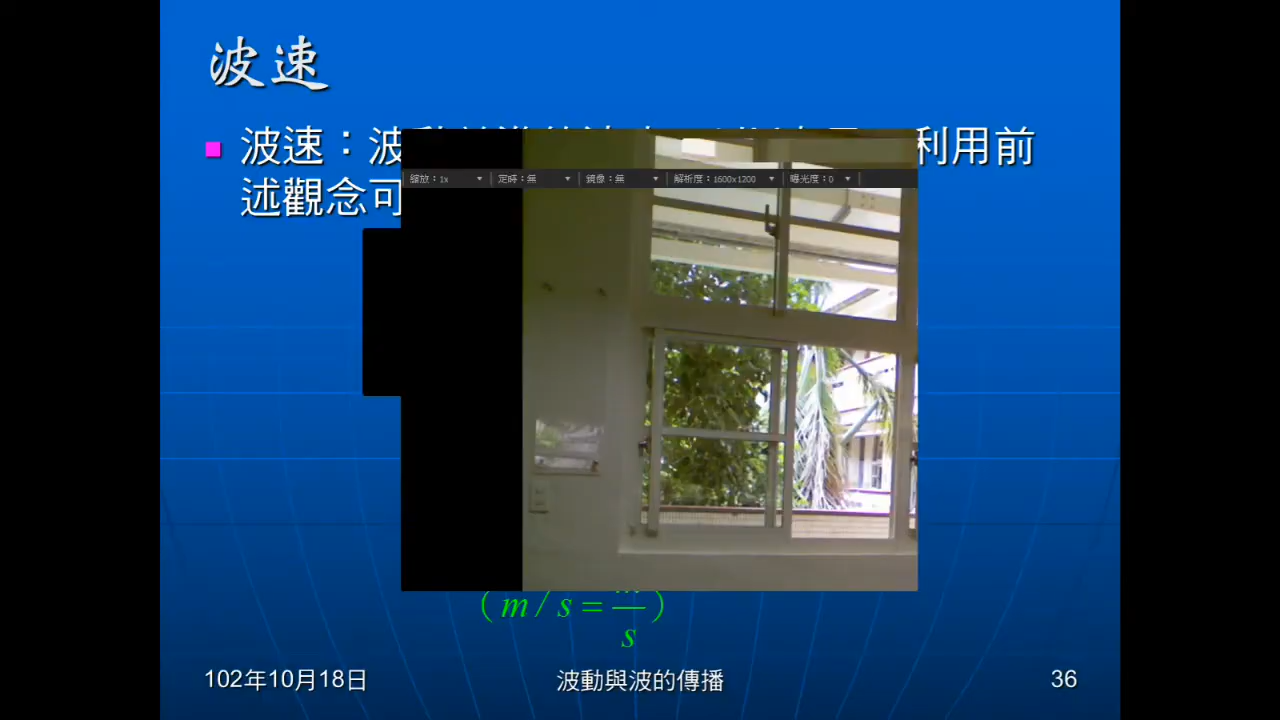 波速
波速：波
利用前
述觀念可
縮放：1x 定時：無 鏡像：無 解析度：1600x1200 曝光度：0
( m / s = — )
s
102年10月18日 波動與波的傳播 36